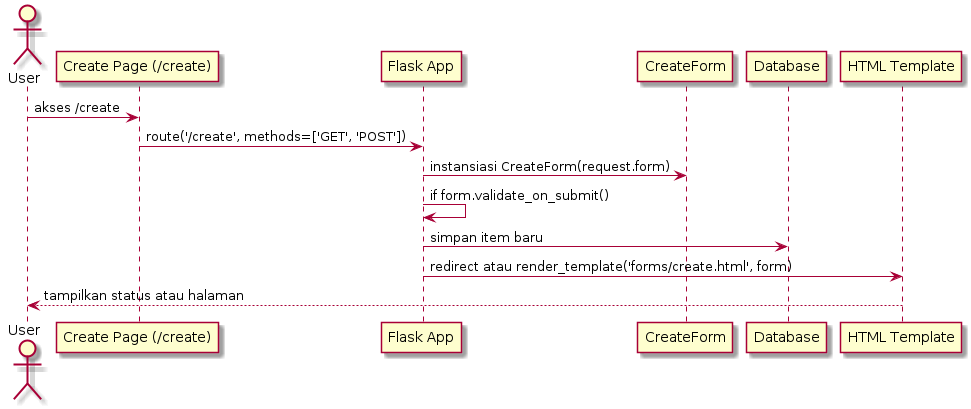 User
Create Page (/create)
Flask App
CreateForm
Database
HTML Template
akses /create
route('/create', methods=['GET', 'POST'])
instansiasi CreateForm(request.form)
if form.validate_on_submit()
simpan item baru
redirect atau render_template('forms/create.html', form)
tampilkan status atau halaman
User
Create Page (/create)
Flask App
CreateForm
Database
HTML Template